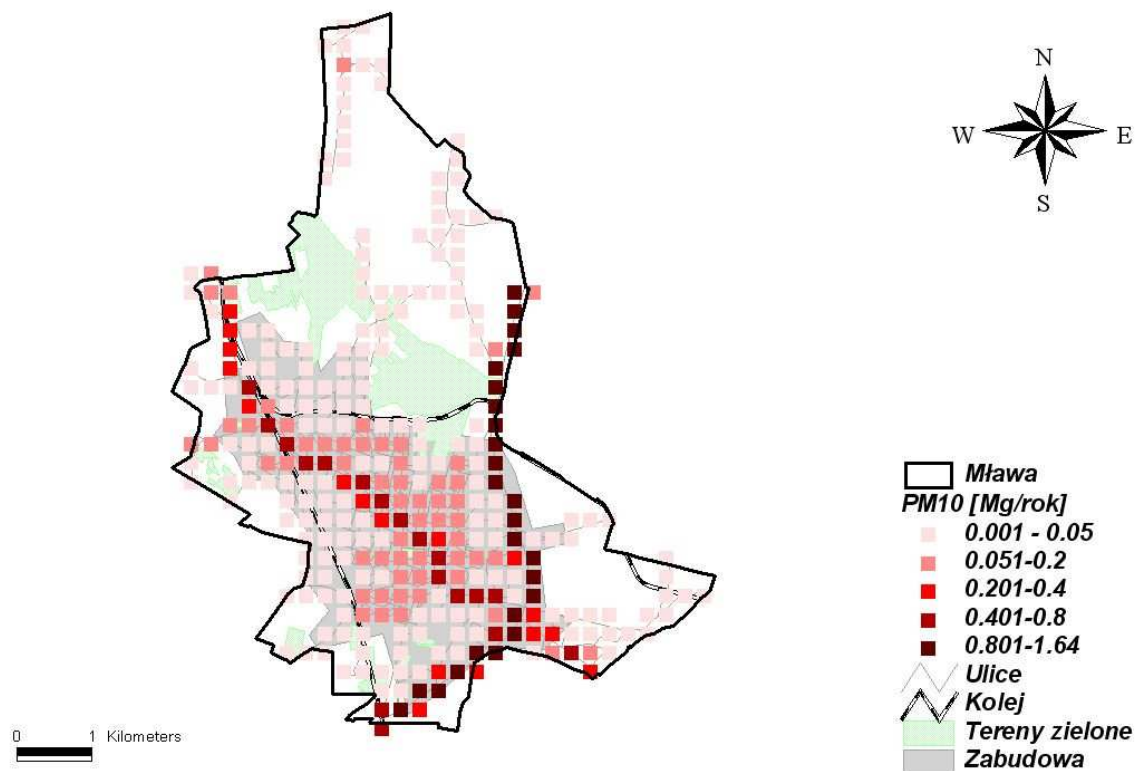 N
W E
S
Mława
PM10 [Mg/rok]
0.001 - 0.05
0.051-0.2
0.201-0.4
0.401-0.8
0.801-1.64
Ulice
Kolej
Tereny zielone
Zabudowa
0 1 Kilometers